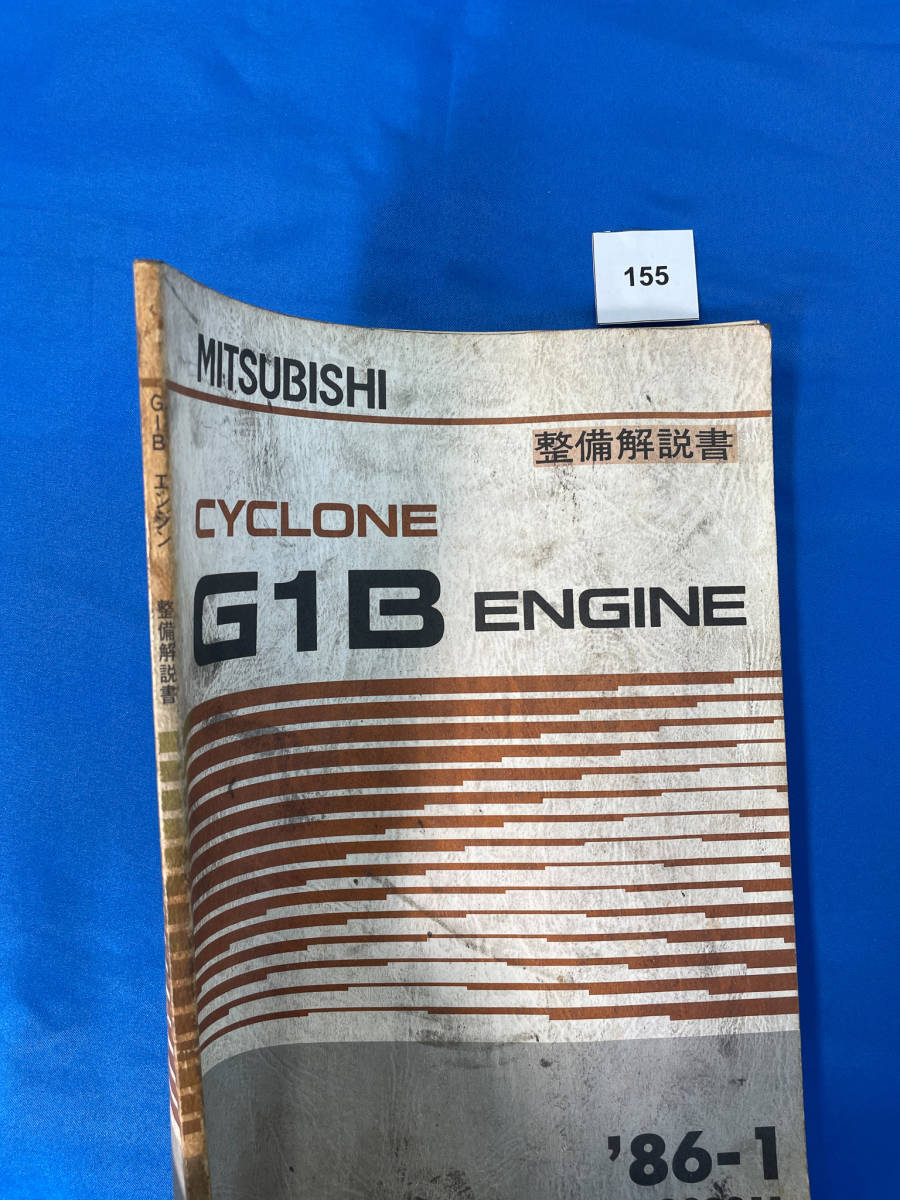 155
MITSUBISHI
整備解説書
CYCLONE
G1B ENGINE
'86-1
G1B エンジン 整備解説書